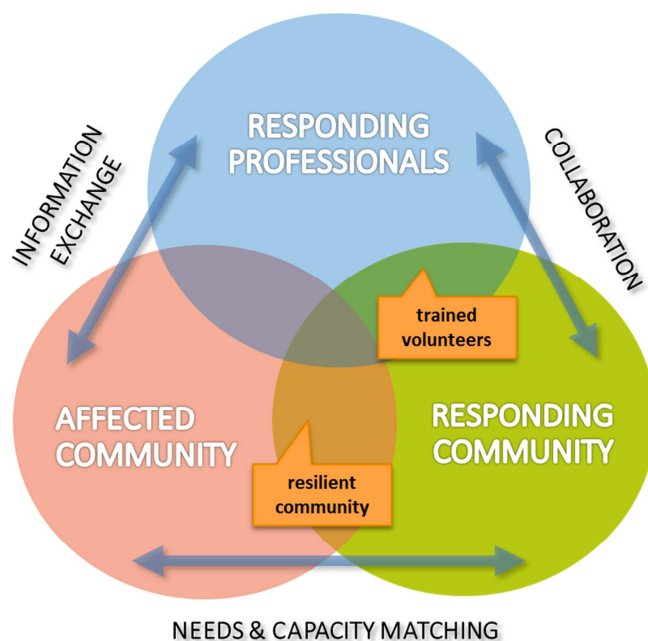 RESPONDING
PROFESSIONALS
INFORMATION
EXCHANGE
COLLABORATION
trained
volunteers
AFFECTED
COMMUNITY
RESPONDING
COMMUNITY
resilient
community
NEEDS & CAPACITY MATCHING